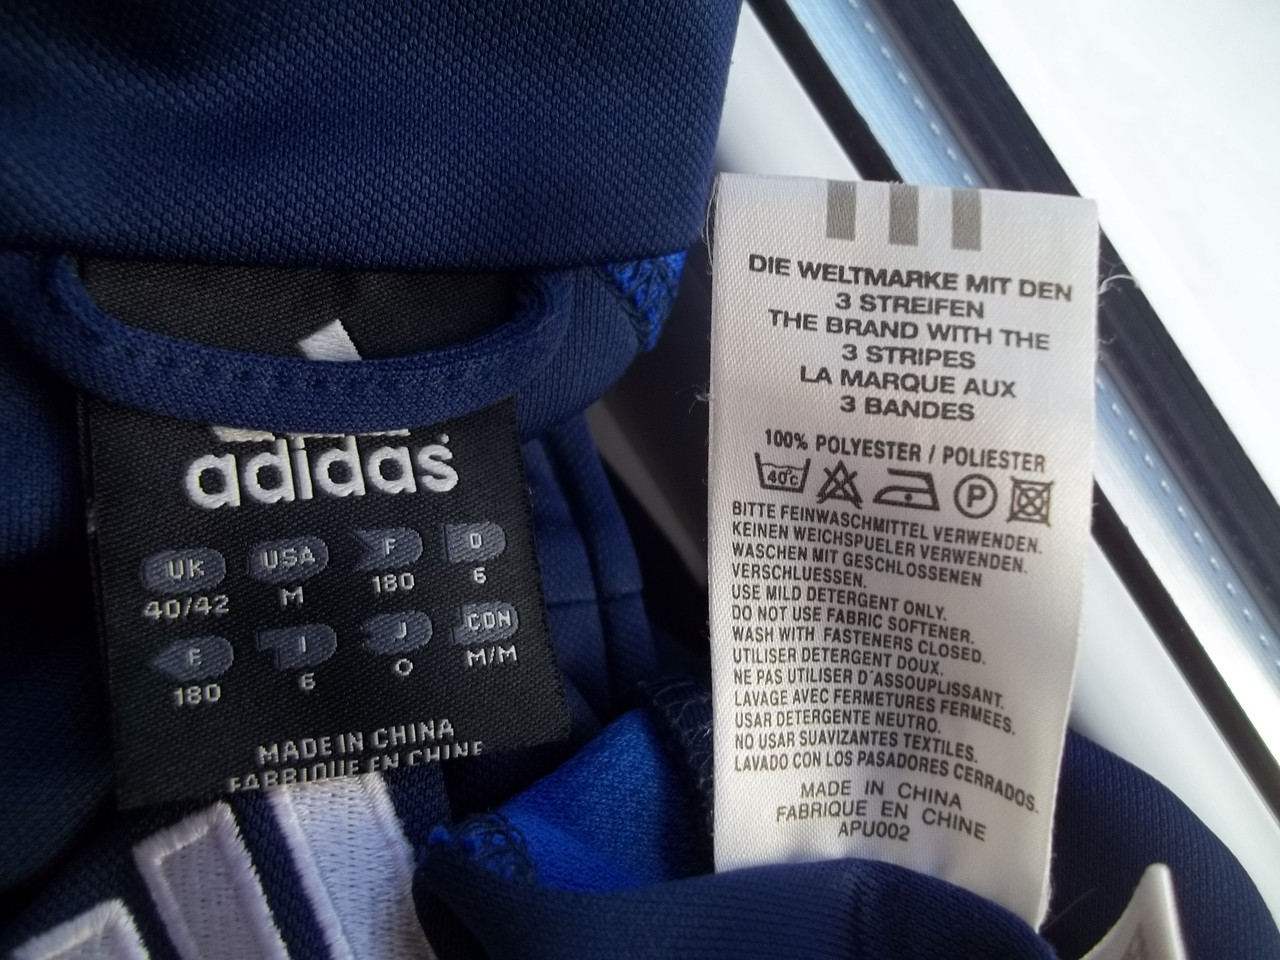 adidas
UK USA F D
40/42 M 180 6
E I J CDN
180 6 O M/M
MADE IN CHINA
FABRIQUE EN CHINE
DIE WELTMARKE MIT DEN
3 STREIFEN
THE BRAND WITH THE
3 STRIPES
LA MARQUE AUX
3 BANDES
100% POLYESTER / POLIESTER
40°c P
BITTE FEINWASCHMITTEL VERWENDEN.
KEINEN WEICHSPUELER VERWENDEN.
WASCHEN MIT GESCHLOSSENEN
VERSCHLUESSEN.
USE MILD DETERGENT ONLY.
DO NOT USE FABRIC SOFTENER.
WASH WITH FASTENERS CLOSED.
UTILISER DETERGENT DOUX.
NE PAS UTILISER D'ASSOUPLISSANT.
LAVAGE AVEC FERMETURES FERMEES.
USAR DETERGENTE NEUTRO.
NO USAR SUAVIZANTES TEXTILES.
LAVADO CON LOS PASADORES CERRADOS.
MADE IN CHINA
FABRIQUE EN CHINE
APU002